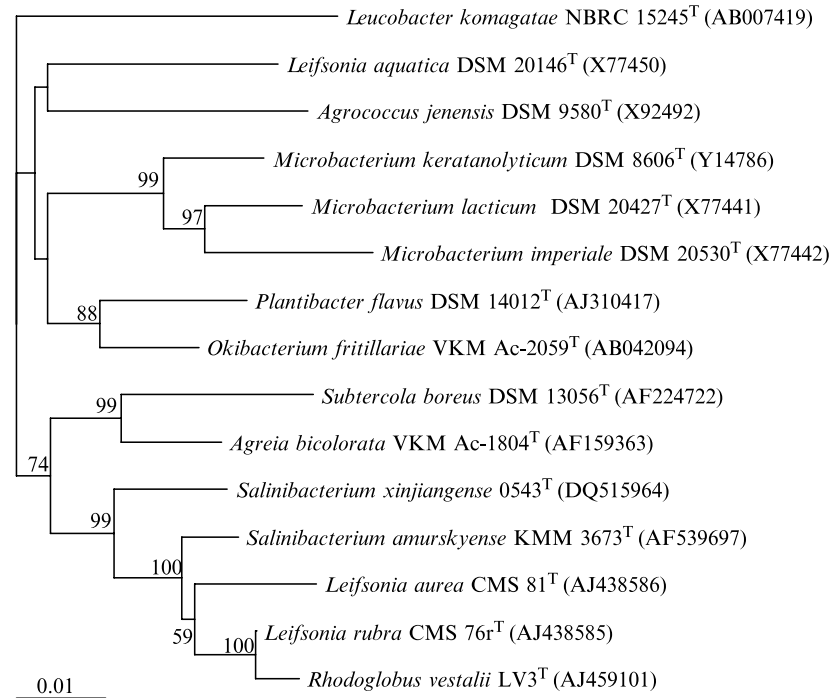 Leucobacter komagatae NBRC 15245T (AB007419)
Leifsonia aquatica DSM 20146T (X77450)
Agrococcus jenensis DSM 9580T (X92492)
Microbacterium keratanolyticum DSM 8606T (Y14786)
99
Microbacterium lacticum DSM 20427T (X77441)
97
Microbacterium imperiale DSM 20530T (X77442)
Plantibacter flavus DSM 14012T (AJ310417)
88
Okibacterium fritillariae VKM Ac-2059T (AB042094)
Subtercola boreus DSM 13056T (AF224722)
99
Agreia bicolorata VKM Ac-1804T (AF159363)
74
Salinibacterium xinjiangense 0543T (DQ515964)
99
Salinibacterium amurskyense KMM 3673T (AF539697)
100
Leifsonia aurea CMS 81T (AJ438586)
59
Leifsonia rubra CMS 76rT (AJ438585)
100
Rhodoglobus vestalii LV3T (AJ459101)
0.01